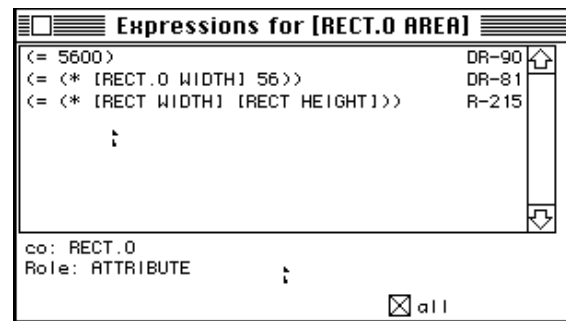 Expressions for [RECT.0 AREA]
(= 5600) DR-90
(= (* [RECT.0 WIDTH] 56)) DR-81
(= (* [RECT WIDTH] [RECT HEIGHT])) R-215
co: RECT.0
Role: ATTRIBUTE
all